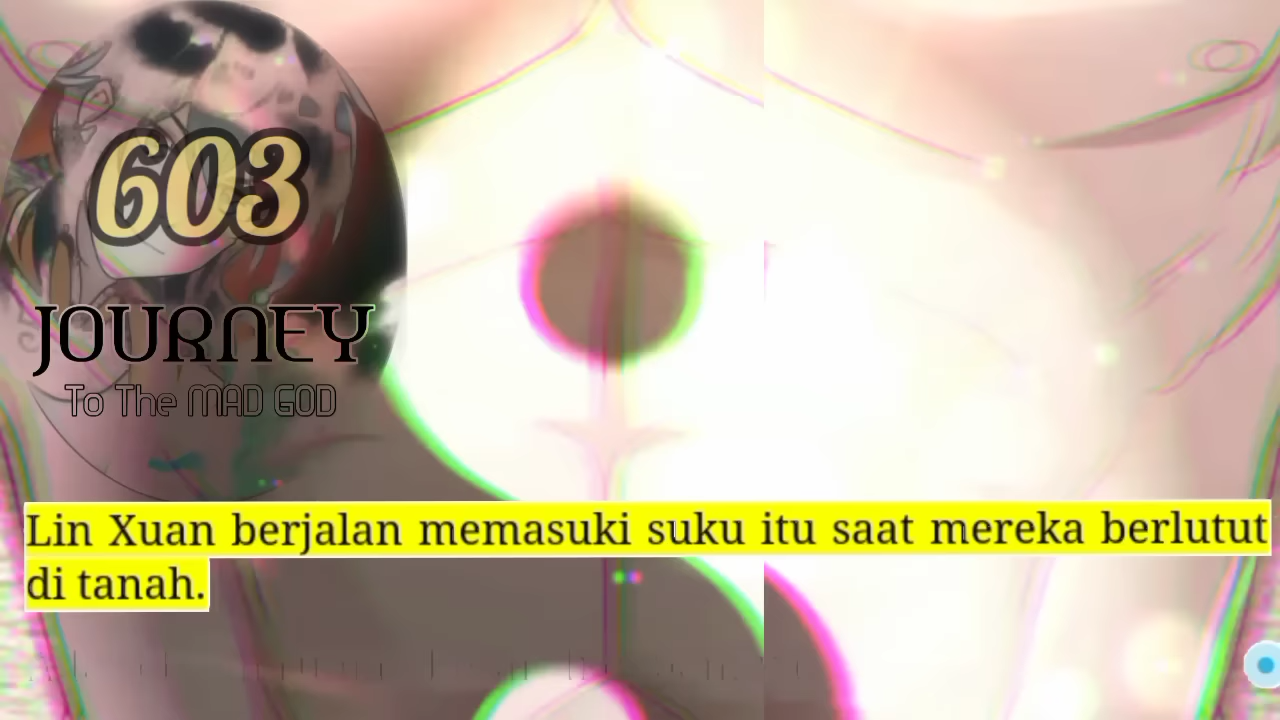 603
JOURNEY
To The MAD GOD
Lin Xuan berjalan memasuki suku itu saat mereka berlutut
di tanah.